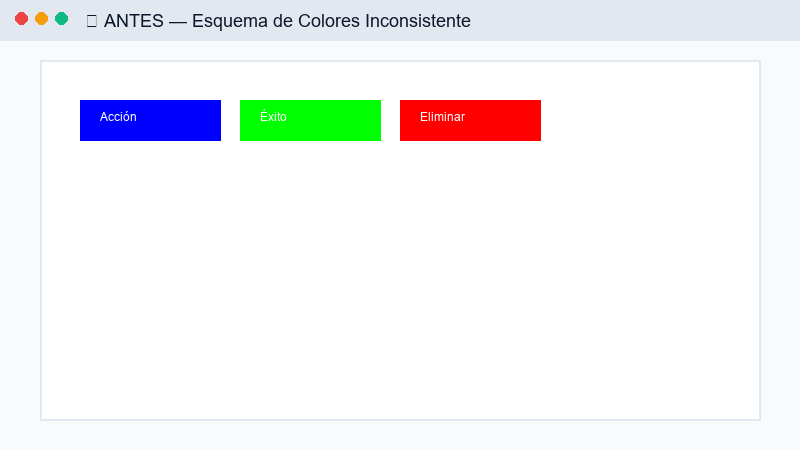 ANTES — Esquema de Colores Inconsistente
Acción
Éxito
Eliminar